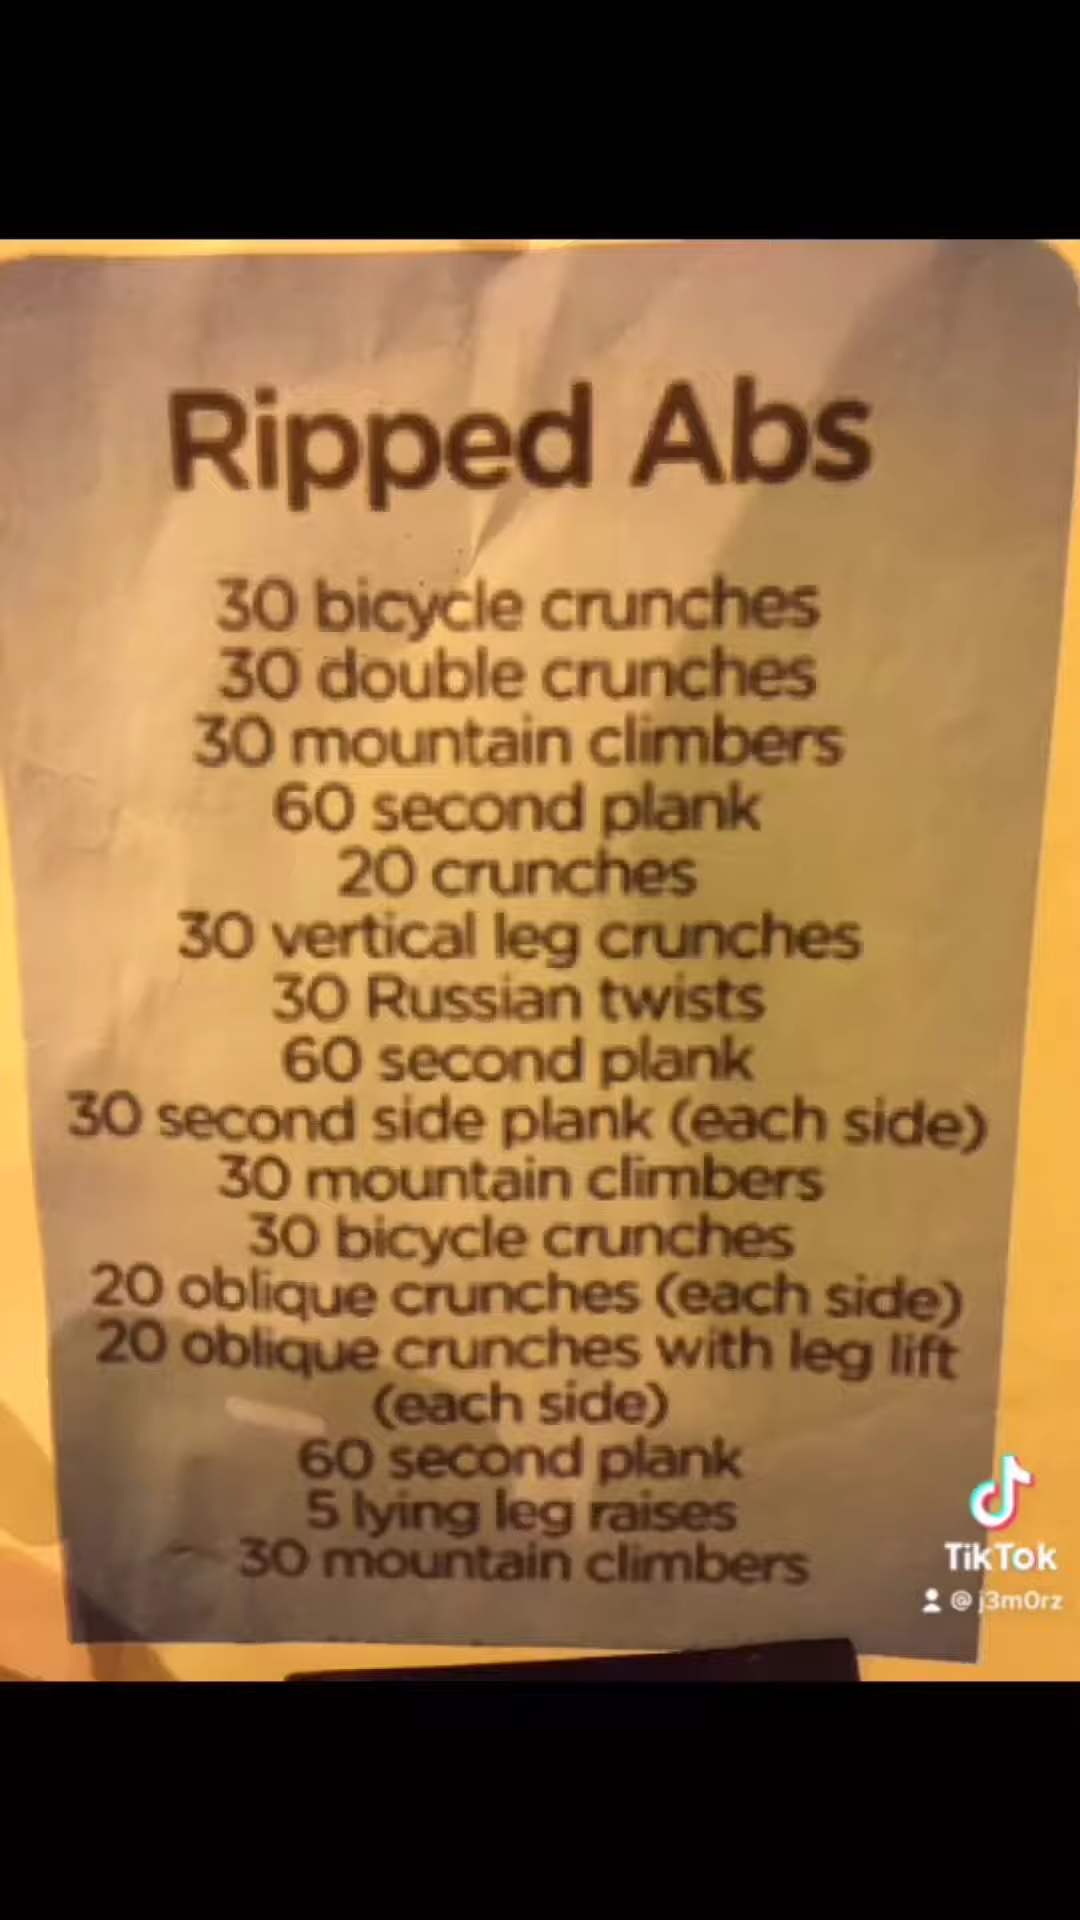 Ripped Abs
30 bicycle crunches
30 double crunches
30 mountain climbers
60 second plank
20 crunches
30 vertical leg crunches
30 Russian twists
60 second plank
30 second side plank (each side)
30 mountain climbers
30 bicycle crunches
20 oblique crunches (each side)
20 oblique crunches with leg lift
(each side)
60 second plank
5 lying leg raises
30 mountain climbers
TikTok
@j3m0rz